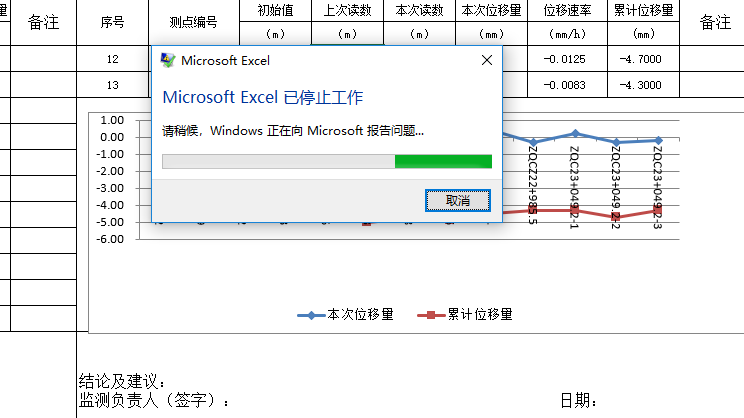 量
备注
序号
测点编号
初始值
(m)
上次读数
(m)
本次读数
(m)
本次位移量
(mm)
位移速率
(mm/h)
累计位移量
(mm)
备注
12
-0.0125
-4.7000
13
-0.0083
-4.3000
Microsoft Excel
Microsoft Excel 已停止工作
请稍候，Windows 正在向 Microsoft 报告问题...
取消
1.00
0.00
-1.00
-2.00
-3.00
-4.00
-5.00
-6.00
ZQCZ22+985.5
ZQC23+049.2-1
ZQC23+049.2-2
ZQC23+049.2-3
本次位移量
累计位移量
结论及建议：
监测负责人（签字）：
日期：